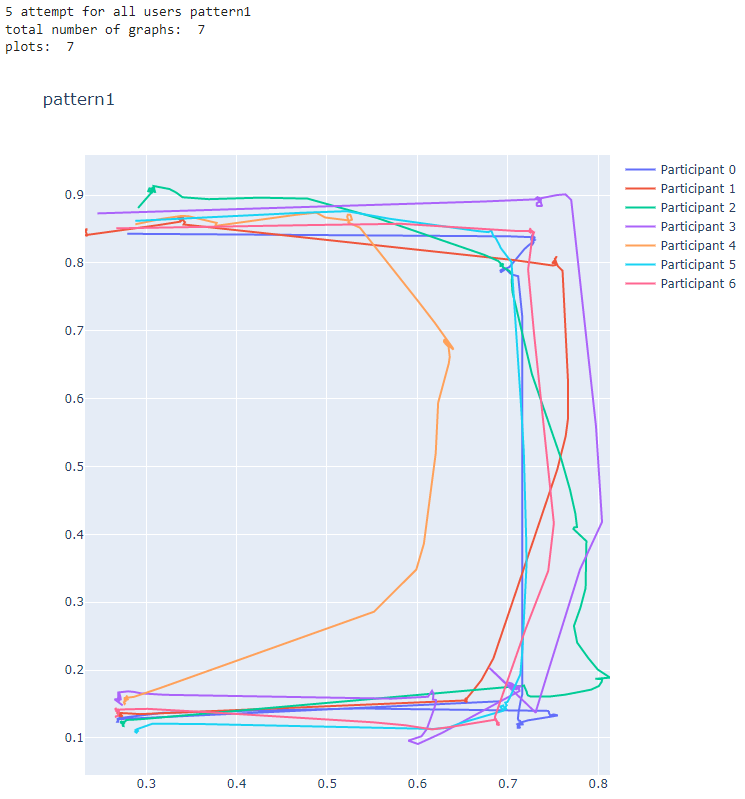 5 attempt for all users pattern1
total number of graphs:  7
plots:  7
pattern1
Participant 0
Participant 1
Participant 2
Participant 3
Participant 4
Participant 5
Participant 6
0.9
0.8
0.7
0.6
0.5
0.4
0.3
0.2
0.1
0.3 0.4 0.5 0.6 0.7 0.8